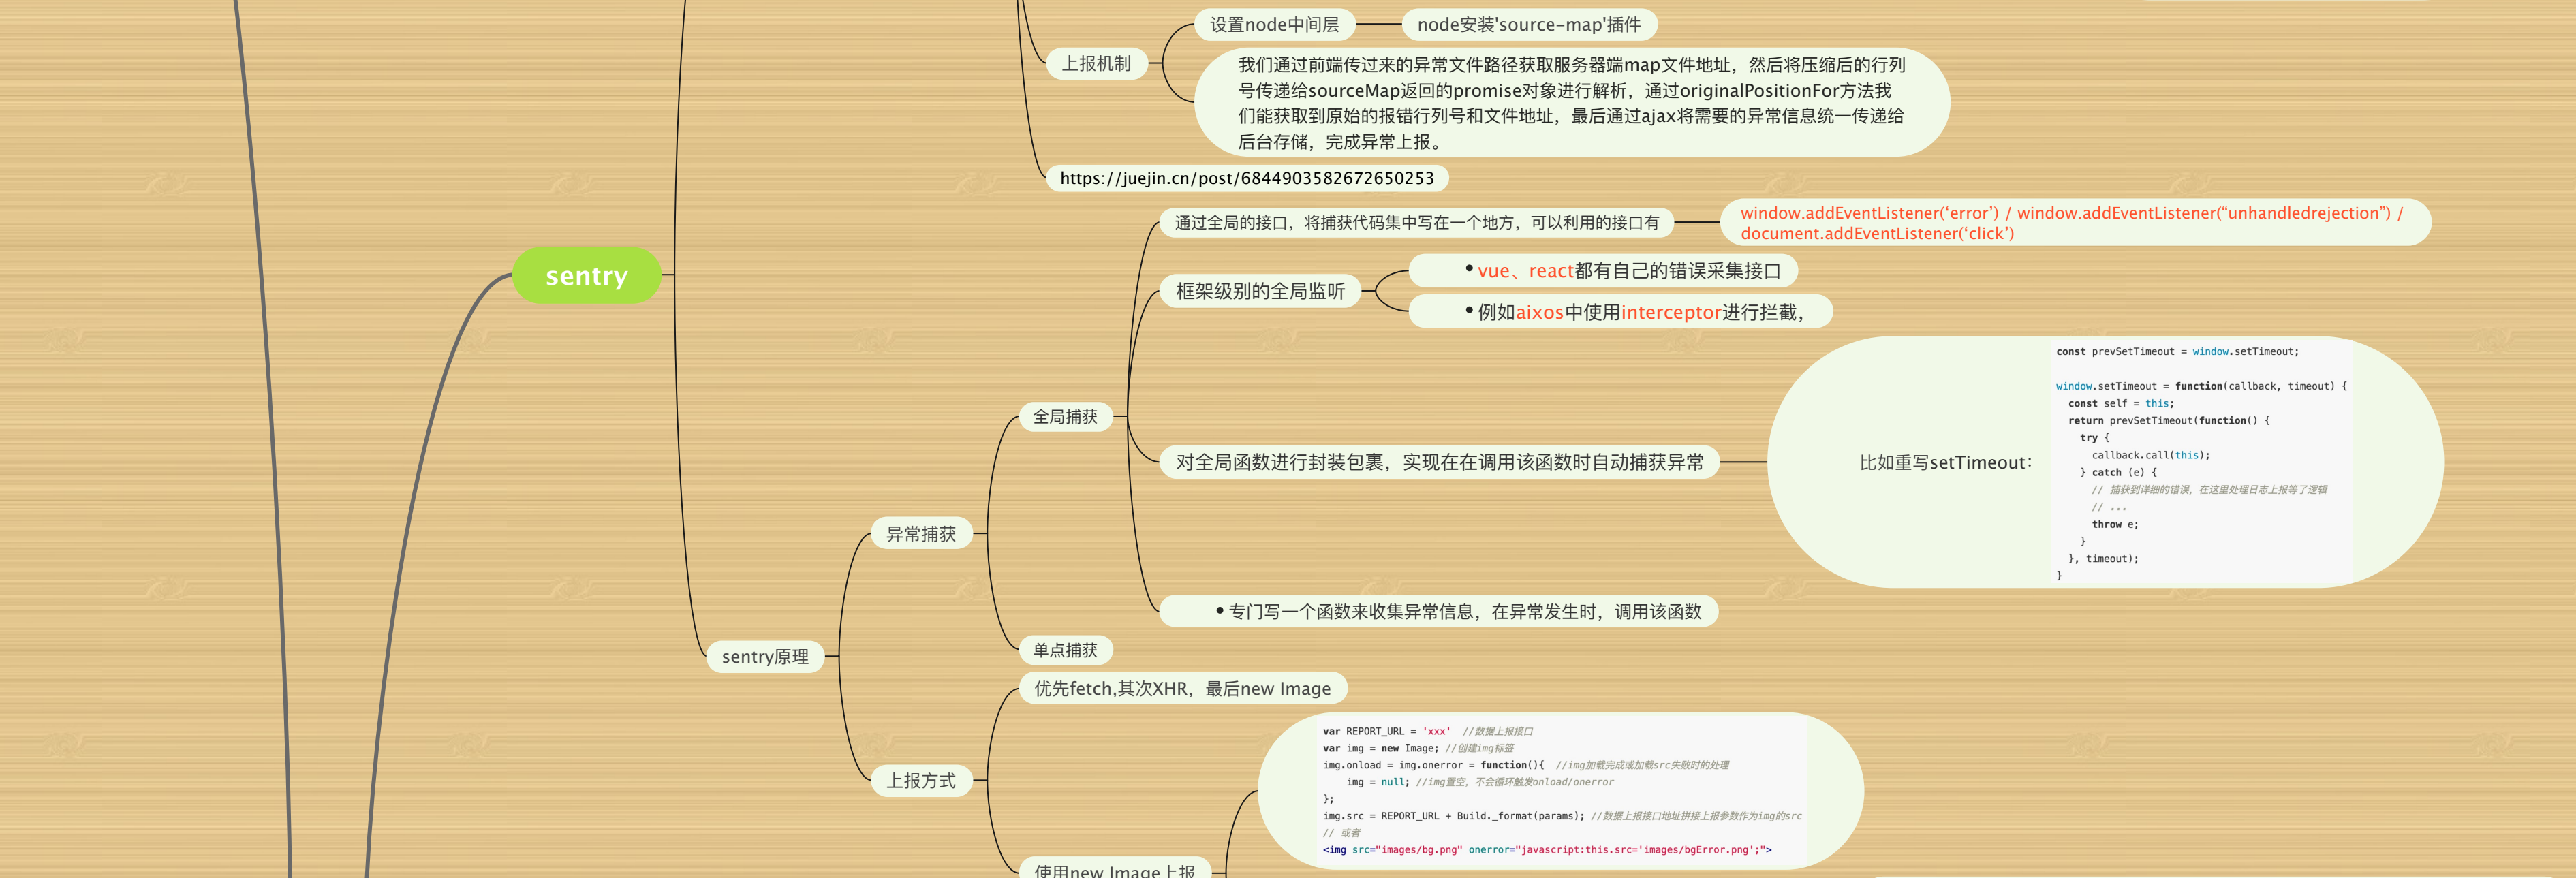 设置node中间层
node安装'source-map'插件
上报机制
我们通过前端传过来的异常文件路径获取服务器端map文件地址，然后将压缩后的行列
号传递给sourceMap返回的promise对象进行解析，通过originalPositionFor方法我
们能获取到原始的报错行列号和文件地址，最后通过ajax将需要的异常信息统一传递给
后台存储，完成异常上报。
https://juejin.cn/post/6844903582672650253
通过全局的接口，将捕获代码集中写在一个地方，可以利用的接口有
window.addEventListener(‘error’) / window.addEventListener(“unhandledrejection”) /
document.addEventListener(‘click’)
sentry
框架级别的全局监听
• vue、react都有自己的错误采集接口
• 例如aixos中使用interceptor进行拦截，
全局捕获
对全局函数进行封装包裹，实现在在调用该函数时自动捕获异常
比如重写setTimeout：
const prevSetTimeout = window.setTimeout;
window.setTimeout = function(callback, timeout) {
const self = this;
return prevSetTimeout(function() {
try {
callback.call(this);
} catch (e) {
// 捕获到详细的错误，在这里处理日志上报等了逻辑
// ...
throw e;
}
}, timeout);
}
异常捕获
• 专门写一个函数来收集异常信息，在异常发生时，调用该函数
单点捕获
sentry原理
优先fetch,其次XHR，最后new Image
上报方式
var REPORT_URL = 'xxx'  //数据上报接口
var img = new Image; //创建img标签
img.onload = img.onerror = function(){  //img加载完成或加载src失败时的处理
img = null; //img置空，不会循环触发onload/onerror
};
img.src = REPORT_URL + Build._format(params); //数据上报接口地址拼接上报参数作为img的src
// 或者
<img src="images/bg.png" onerror="javascript:this.src='images/bgError.png';">
使用new Image上报